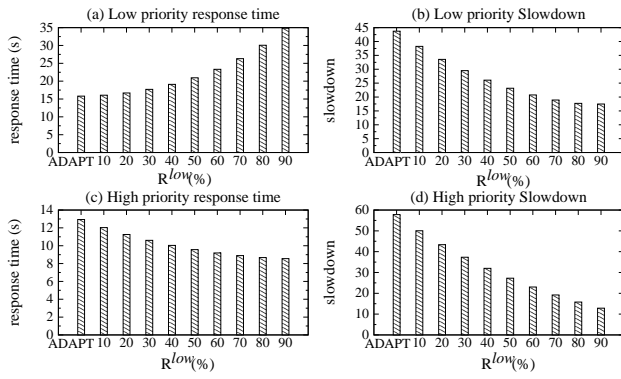 (a) Low priority response time
response time (s)
35
30
25
20
15
10
5
0
ADAPT 10 20 30 40 50 60 70 80 90
R^low(%)
(b) Low priority Slowdown
slowdown
45
40
35
30
25
20
15
10
5
0
ADAPT 10 20 30 40 50 60 70 80 90
R^low(%)
(c) High priority response time
response time (s)
14
12
10
8
6
4
2
0
ADAPT 10 20 30 40 50 60 70 80 90
R^low(%)
(d) High priority Slowdown
slowdown
60
50
40
30
20
10
0
ADAPT 10 20 30 40 50 60 70 80 90
R^low(%)